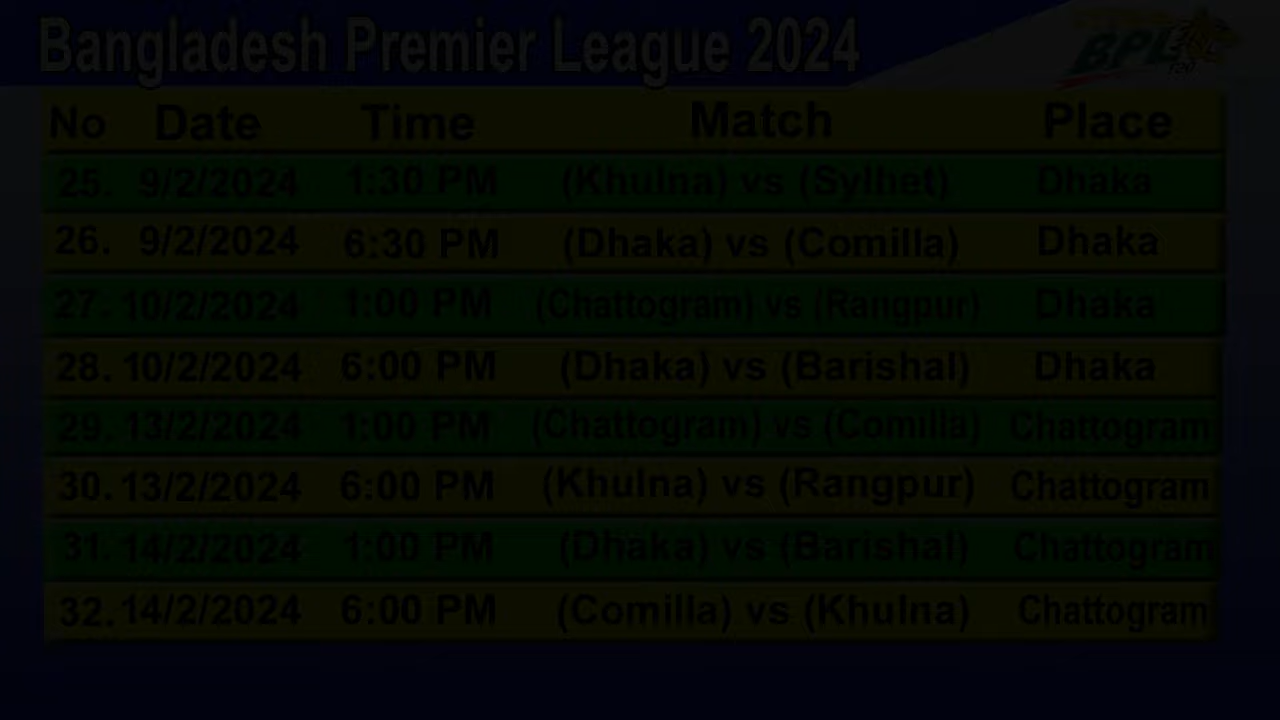 Bangladesh Premier League 2024
BPL
T20
No Date Time Match Place
25. 9/2/2024 1:30 PM (Khulna) vs (Sylhet) Dhaka
26. 9/2/2024 6:30 PM (Dhaka) vs (Comilla) Dhaka
27. 10/2/2024 1:00 PM (Chattogram) vs (Rangpur) Dhaka
28. 10/2/2024 6:00 PM (Dhaka) vs (Barishal) Dhaka
29. 13/2/2024 1:00 PM (Chattogram) vs (Comilla) Chattogram
30. 13/2/2024 6:00 PM (Khulna) vs (Rangpur) Chattogram
31. 14/2/2024 1:00 PM (Dhaka) vs (Barishal) Chattogram
32. 14/2/2024 6:00 PM (Comilla) vs (Khulna) Chattogram